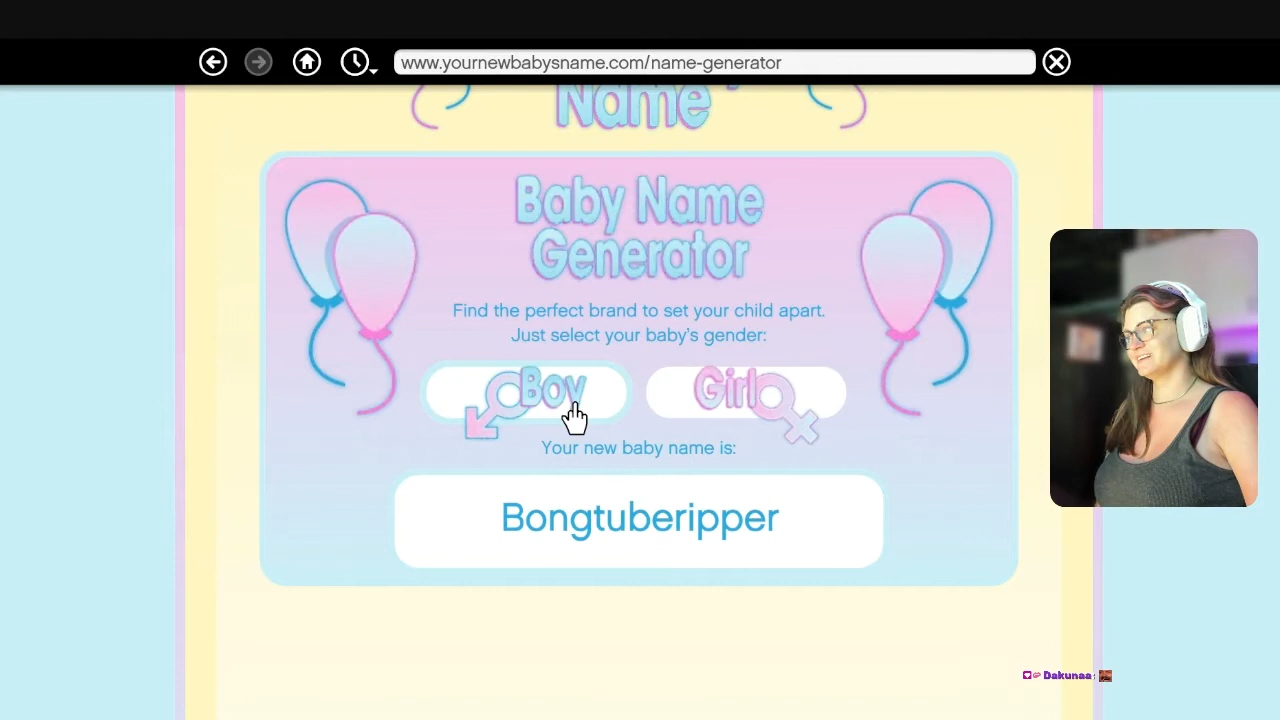 www.yournewbabysname.com/name-generator
Name
Baby Name
Generator
Find the perfect brand to set your child apart.
Just select your baby's gender:
Boy
Girl
Your new baby name is:
Bongtuberipper
Dakunaa